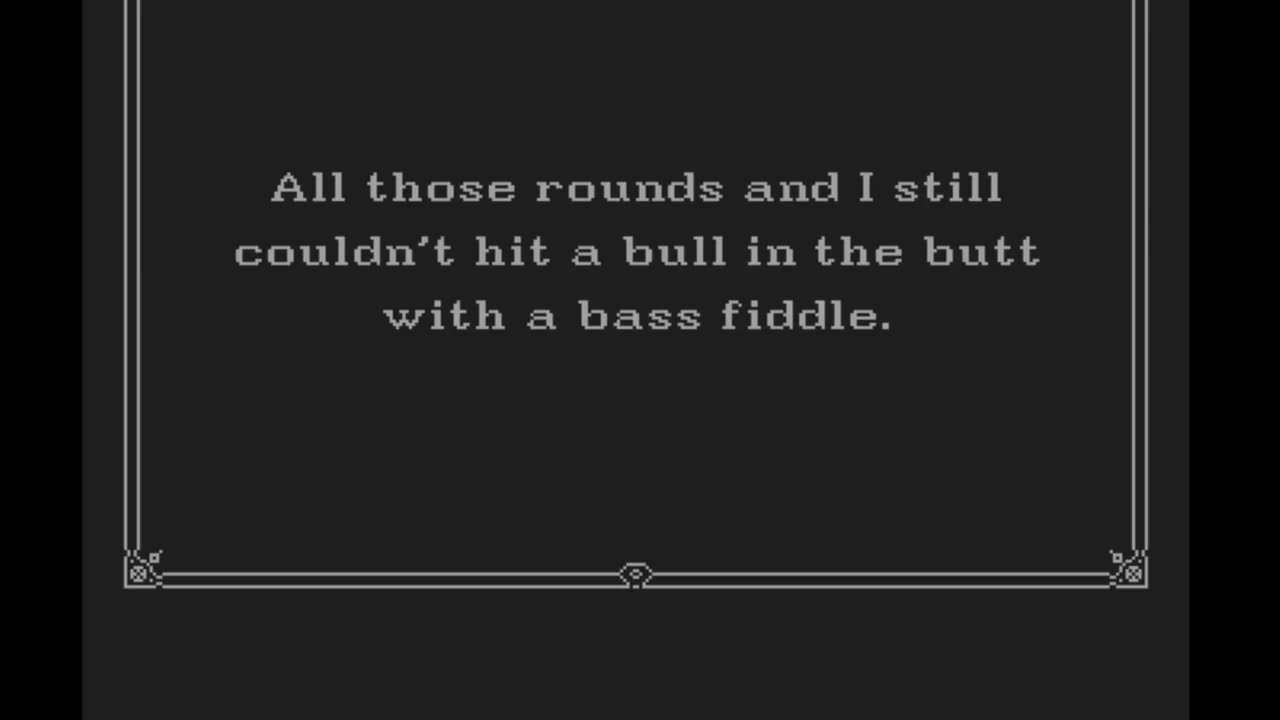 All those rounds and I still
couldn't hit a bull in the butt
with a bass fiddle.